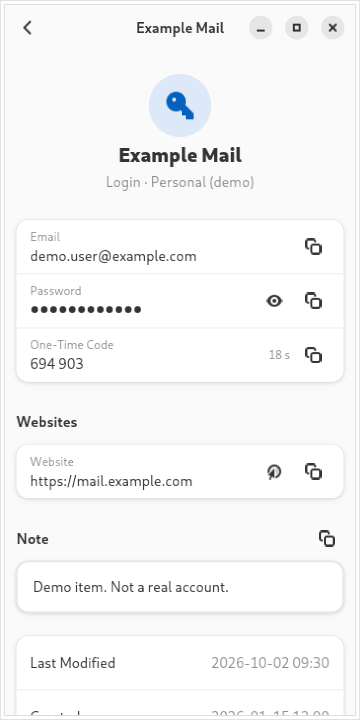 Example Mail
Example Mail
Login · Personal (demo)
Email
demo.user@example.com
Password
●●●●●●●●●●●●
One-Time Code
694 903
18 s
Websites
Website
https://mail.example.com
Note
Demo item. Not a real account.
Last Modified
2026-10-02 09:30